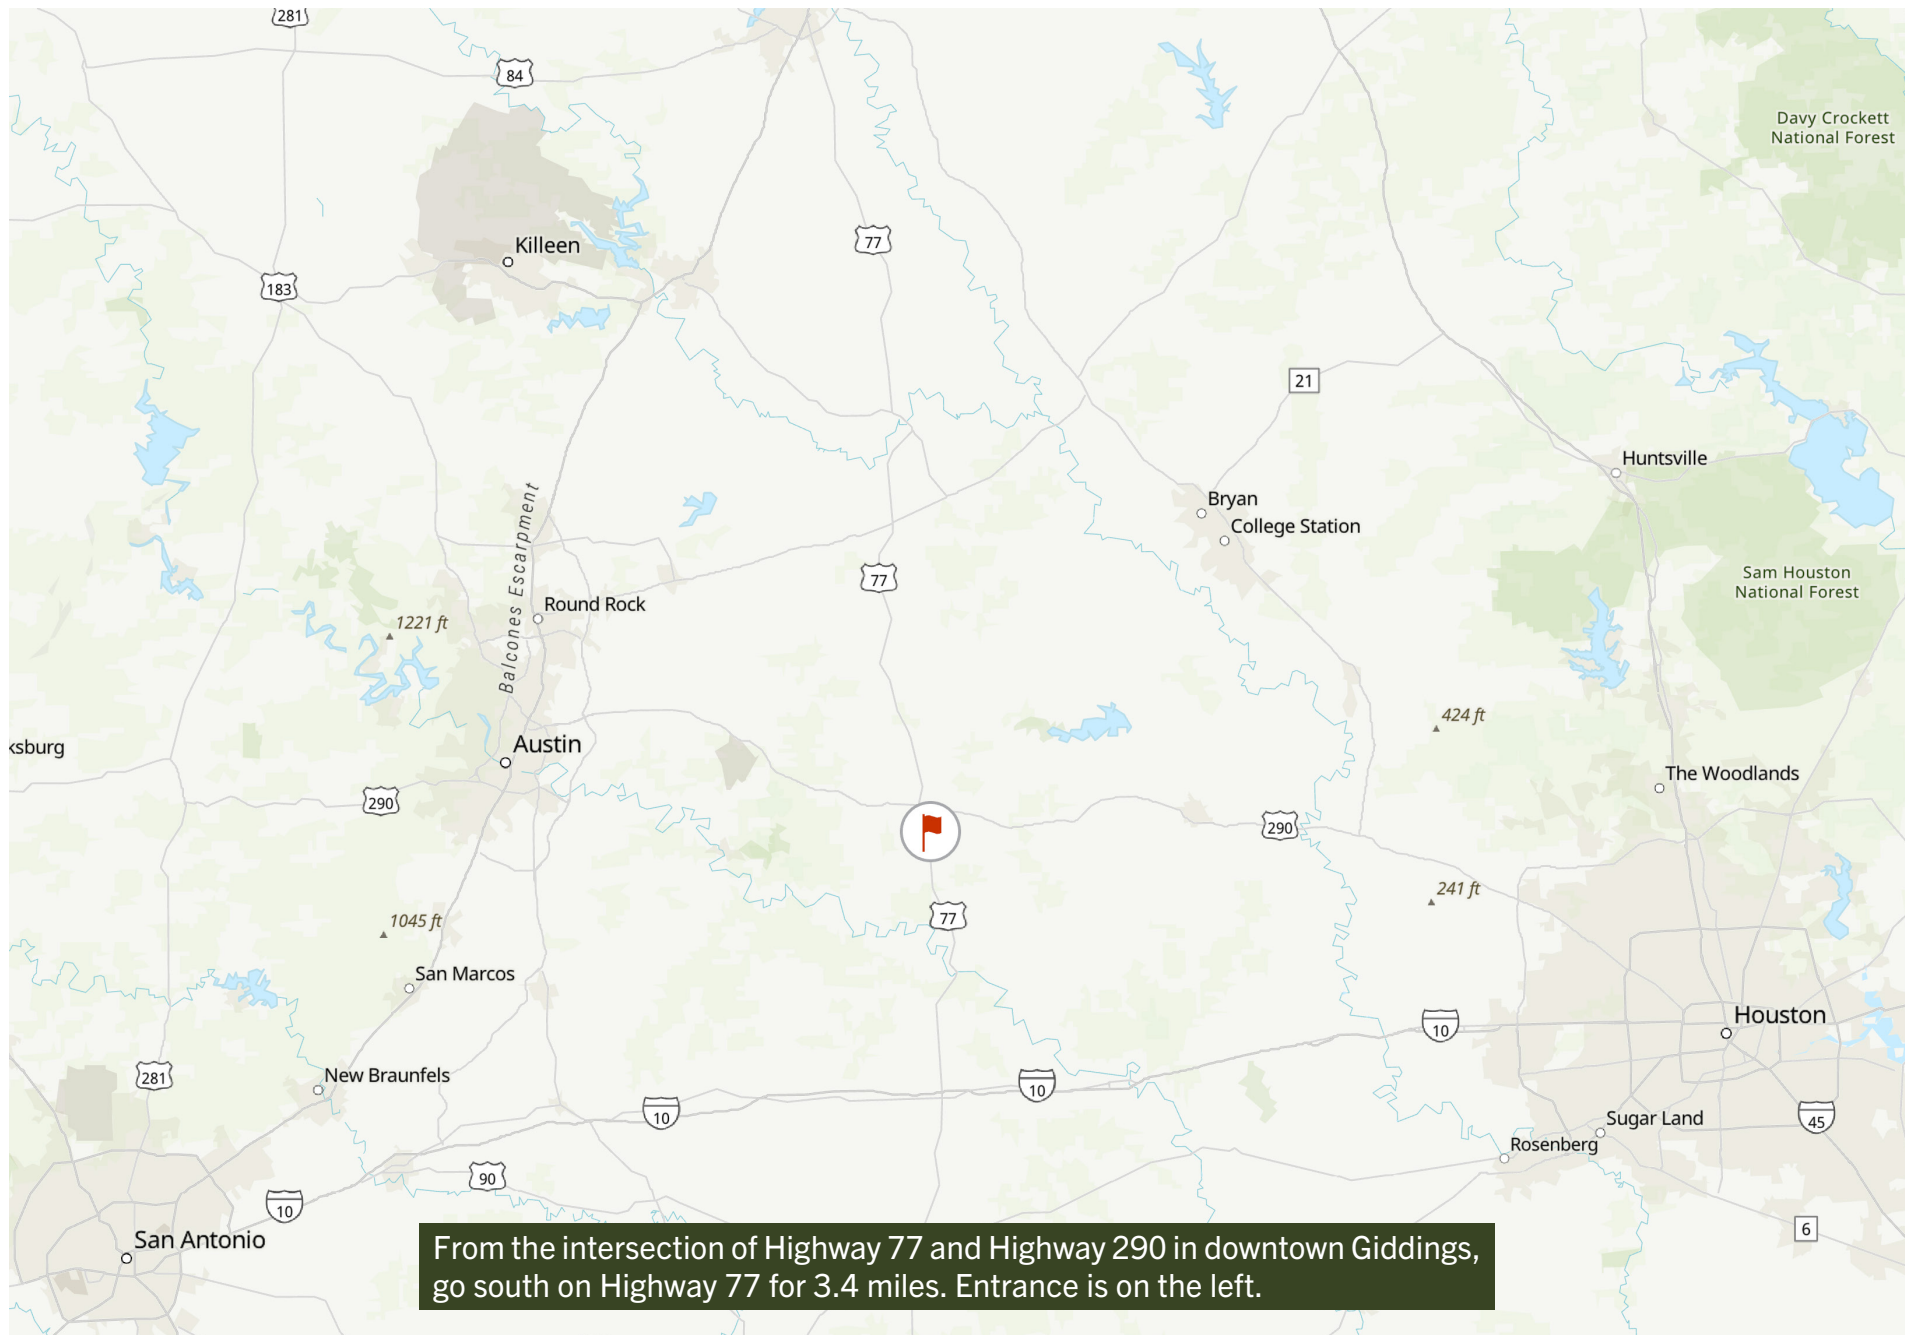 281
84
Davy Crockett
National Forest
77
Killeen
183
21
Huntsville
Bryan
College Station
Balcones Escarpment
77
Sam Houston
National Forest
Round Rock
1221 ft
424 ft
ksburg
Austin
The Woodlands
290
290
241 ft
77
1045 ft
San Marcos
10
Houston
New Braunfels
281
10
10
Sugar Land
45
Rosenberg
90
10
6
San Antonio
From the intersection of Highway 77 and Highway 290 in downtown Giddings,
go south on Highway 77 for 3.4 miles. Entrance is on the left.